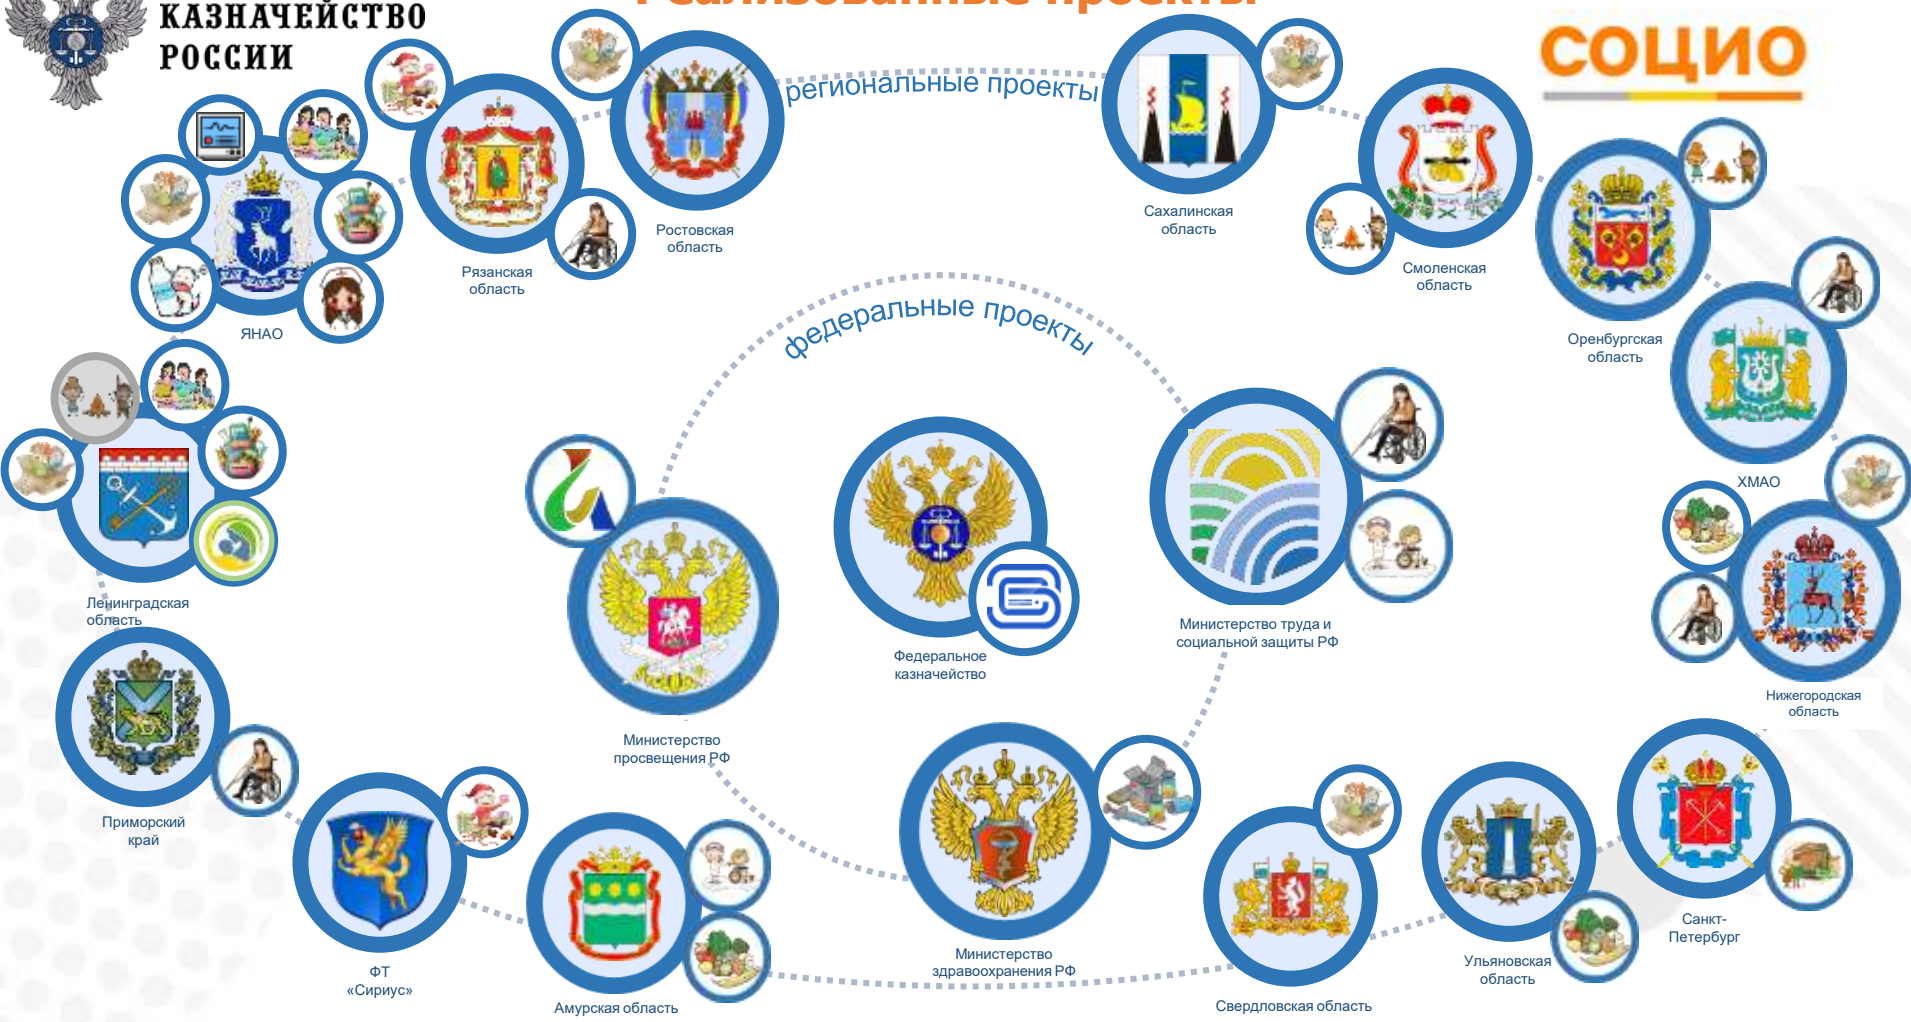 КАЗНАЧЕЙСТВО
РОССИИ
Реализованные проекты
СОЦИО
региональные проекты
Ростовская
область
Сахалинская
область
Рязанская
область
Смоленская
область
ЯНАО
Оренбургская
область
федеральные проекты
ХМАО
Ленинградская
область
Министерство труда и
социальной защиты РФ
Федеральное
казначейство
Нижегородская
область
Министерство
просвещения РФ
Приморский
край
Санкт-
Петербург
Министерство
здравоохранения РФ
Ульяновская
область
ФТ
«Сириус»
Амурская область
Свердловская область